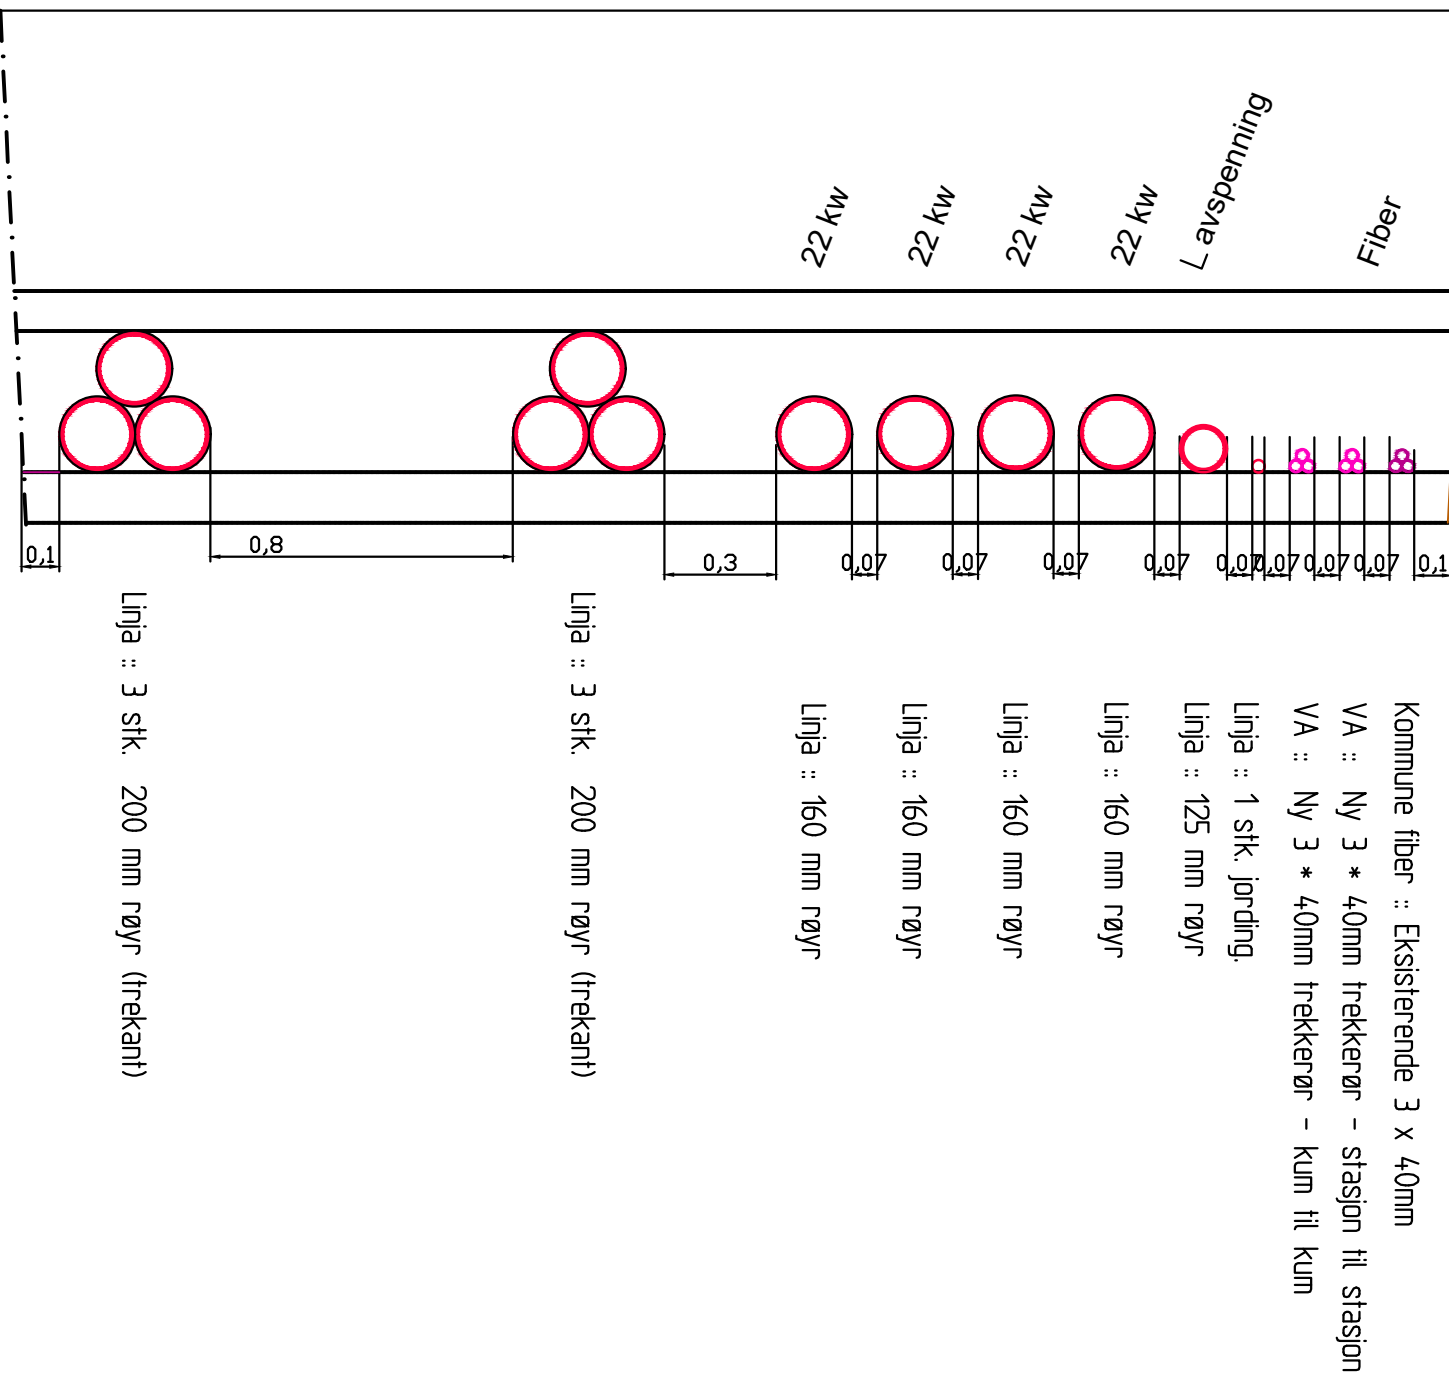 22 kw
22 kw
22 kw
22 kw
Lavspenning
Fiber
0,1
0,8
0,3
0,07
0,07
0,07
0,07
0,07
0,07
0,07
0,07
0,1
Linja :: 3 stk. 200 mm røyr (trekant)
Linja :: 3 stk. 200 mm røyr (trekant)
Linja :: 160 mm røyr
Linja :: 160 mm røyr
Linja :: 160 mm røyr
Linja :: 160 mm røyr
Linja :: 125 mm røyr
Linja :: 1 stk. jording.
VA :: Ny 3 * 40mm trekkerør - kum til kum
VA :: Ny 3 * 40mm trekkerør - stasjon til stasjon
Kommune fiber :: Eksisterende 3 x 40mm